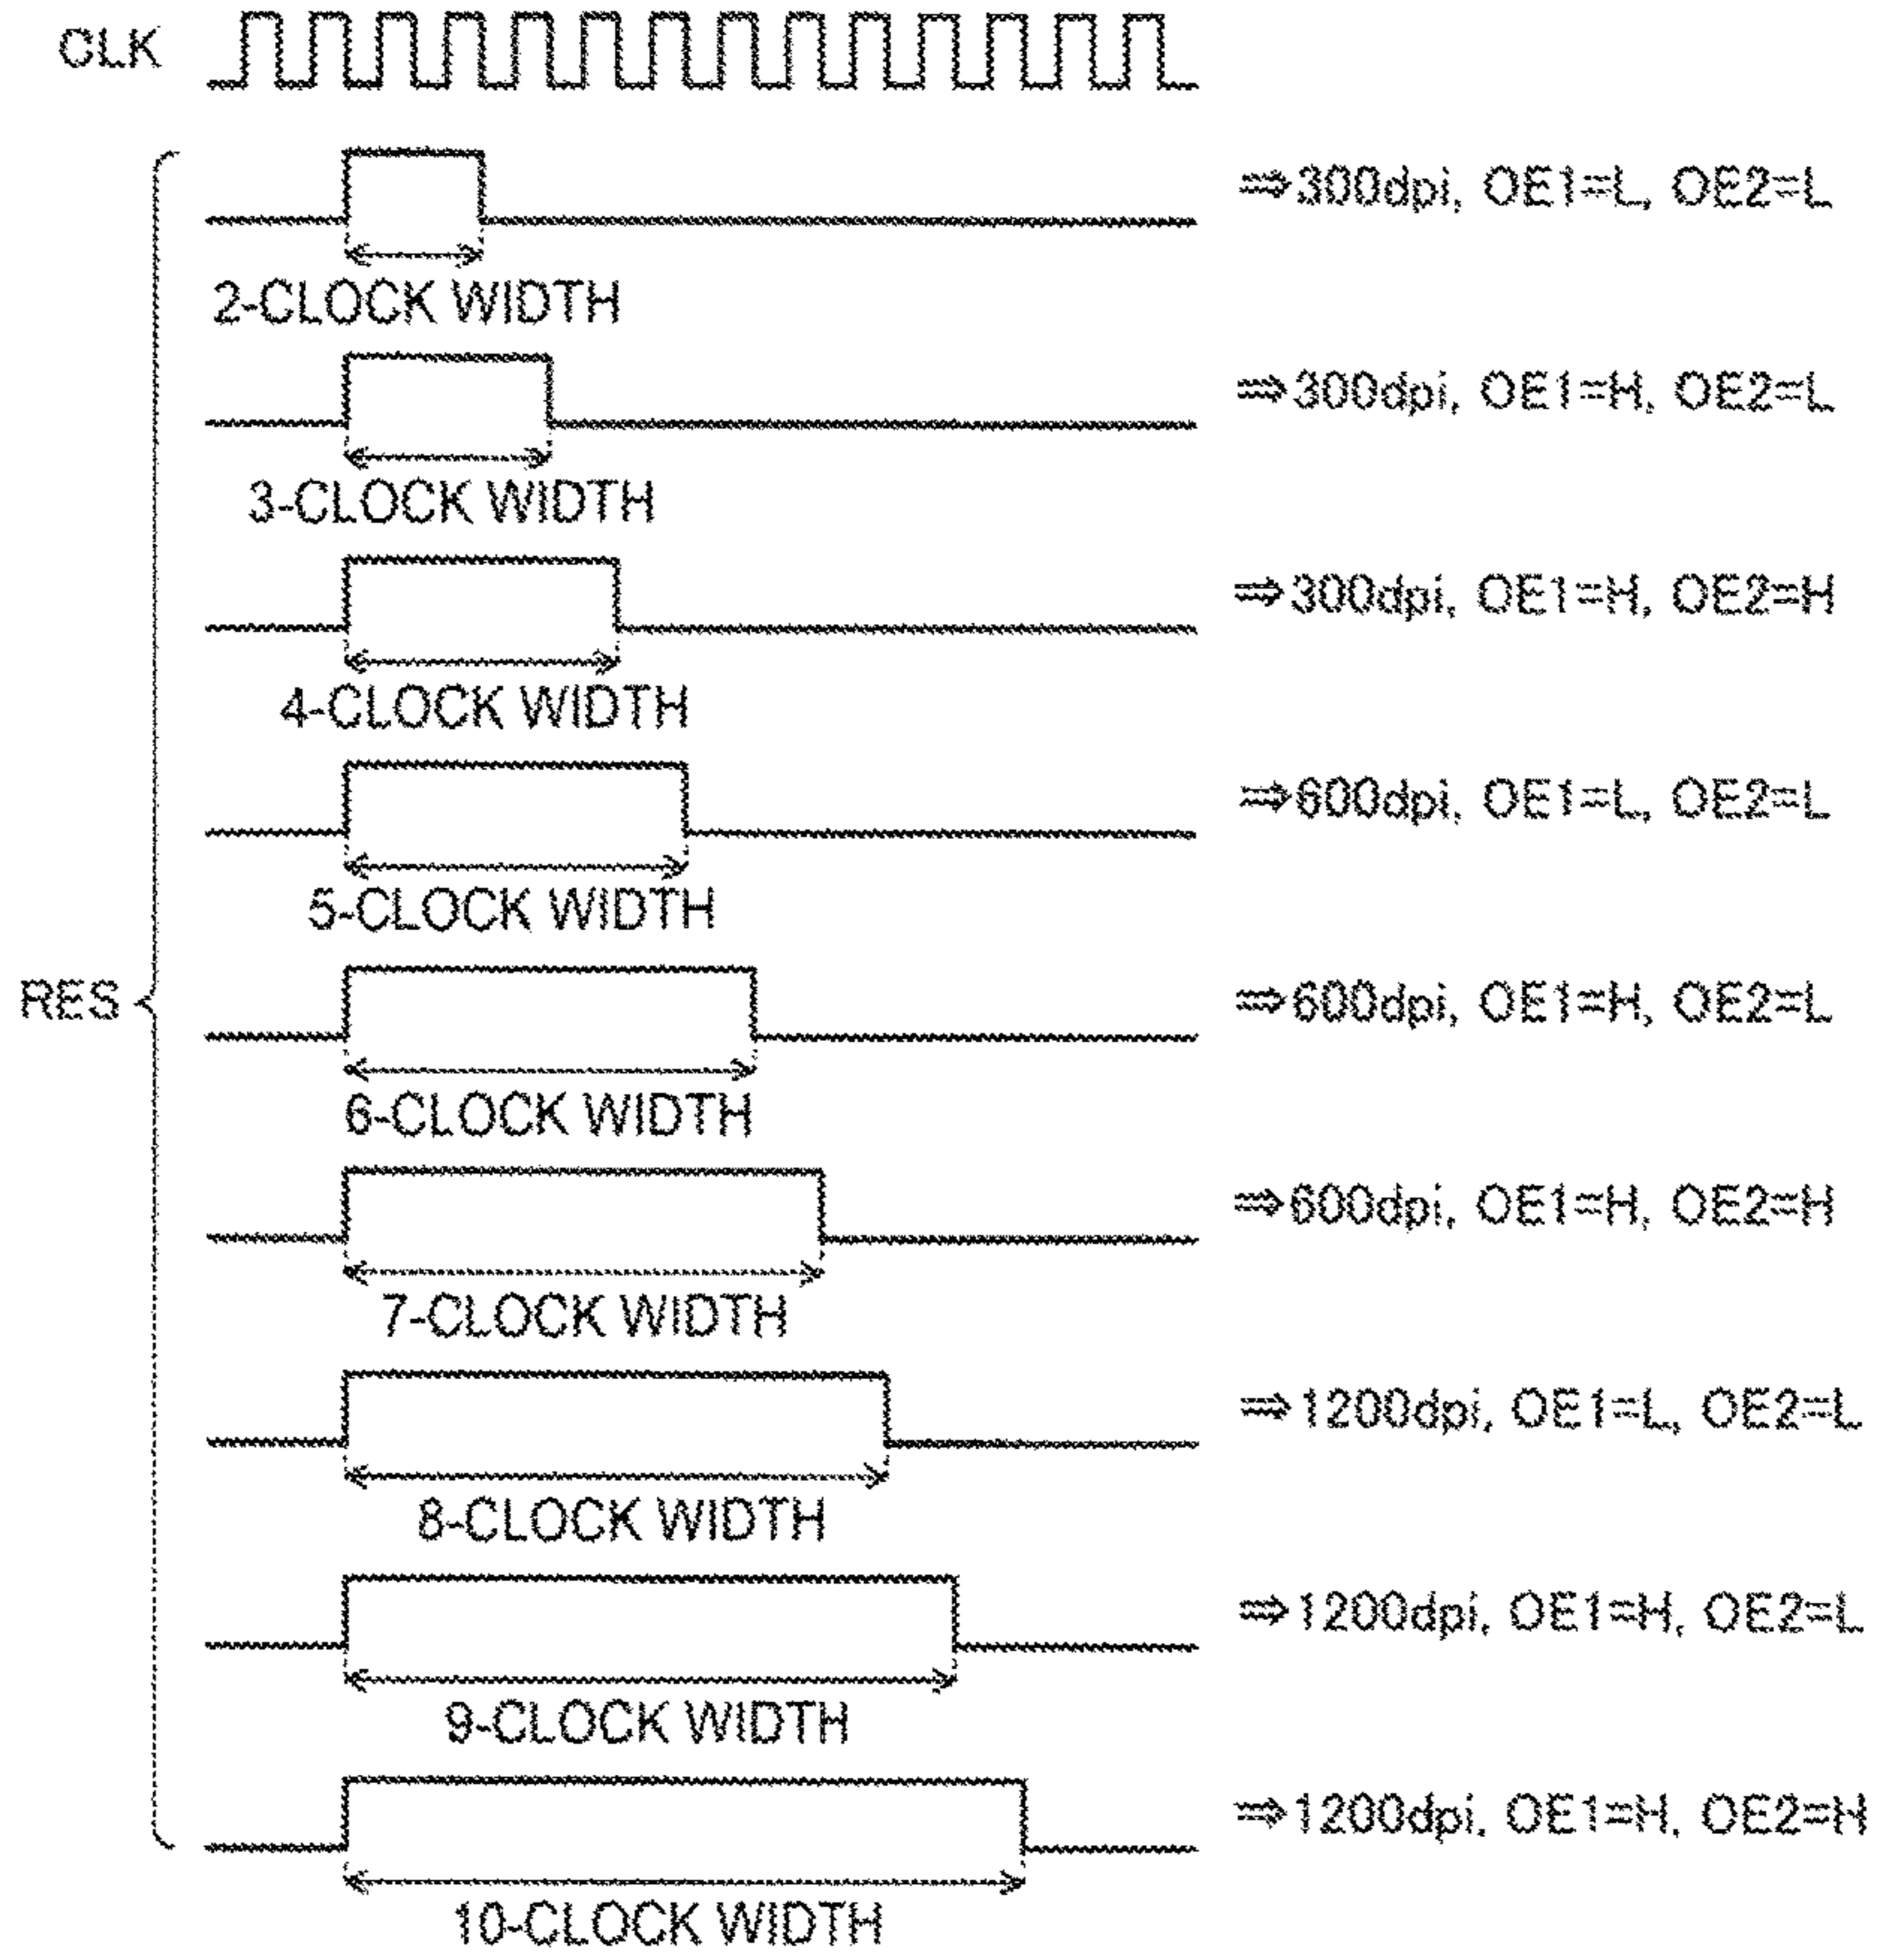 CLK
⇒300dpi, OE1=L, OE2=L
2-CLOCK WIDTH
⇒300dpi, OE1=H, OE2=L
3-CLOCK WIDTH
⇒300dpi, OE1=H, OE2=H
4-CLOCK WIDTH
⇒600dpi, OE1=L, OE2=L
5-CLOCK WIDTH
RES
⇒600dpi, OE1=H, OE2=L
6-CLOCK WIDTH
⇒600dpi, OE1=H, OE2=H
7-CLOCK WIDTH
⇒1200dpi, OE1=L, OE2=L
8-CLOCK WIDTH
⇒1200dpi, OE1=H, OE2=L
9-CLOCK WIDTH
⇒1200dpi, OE1=H, OE2=H
10-CLOCK WIDTH